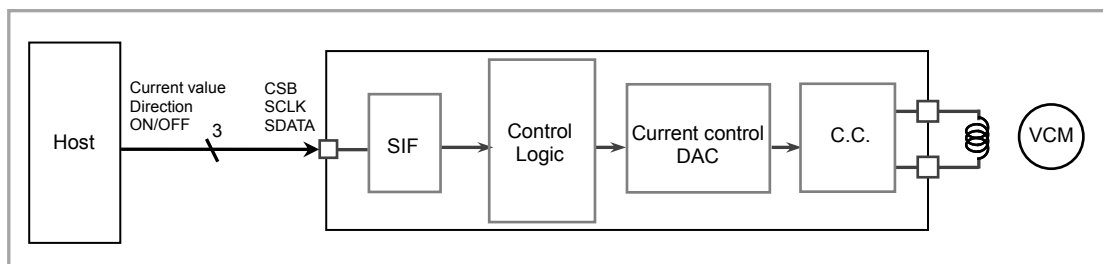 Host
Current value
Direction
ON/OFF
3
CSB
SCLK
SDATA
SIF
Control
Logic
Current control
DAC
C.C.
VCM